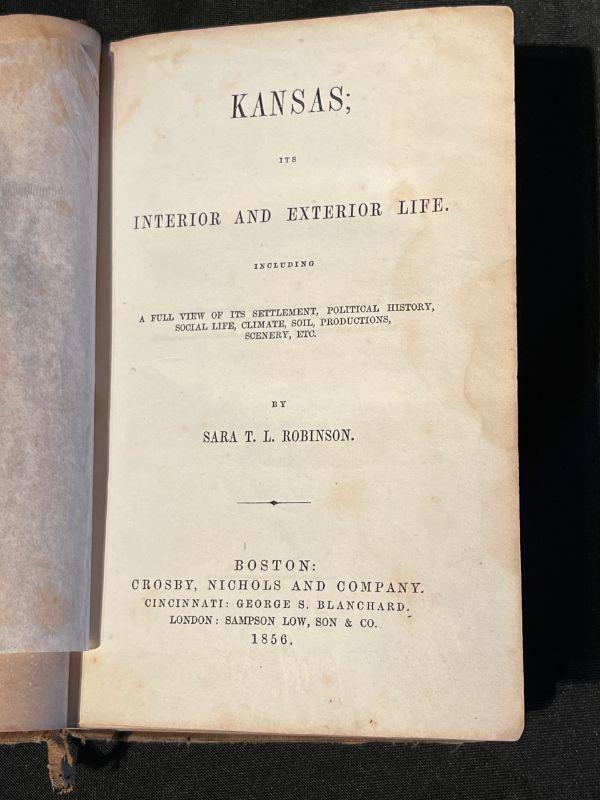 KANSAS;
ITS
INTERIOR AND EXTERIOR LIFE.
INCLUDING
A FULL VIEW OF ITS SETTLEMENT, POLITICAL HISTORY,
SOCIAL LIFE, CLIMATE, SOIL, PRODUCTIONS,
SCENERY, ETC.
BY
SARA T. L. ROBINSON.
BOSTON:
CROSBY, NICHOLS AND COMPANY.
CINCINNATI: GEORGE S. BLANCHARD.
LONDON: SAMPSON LOW, SON & CO.
1856.